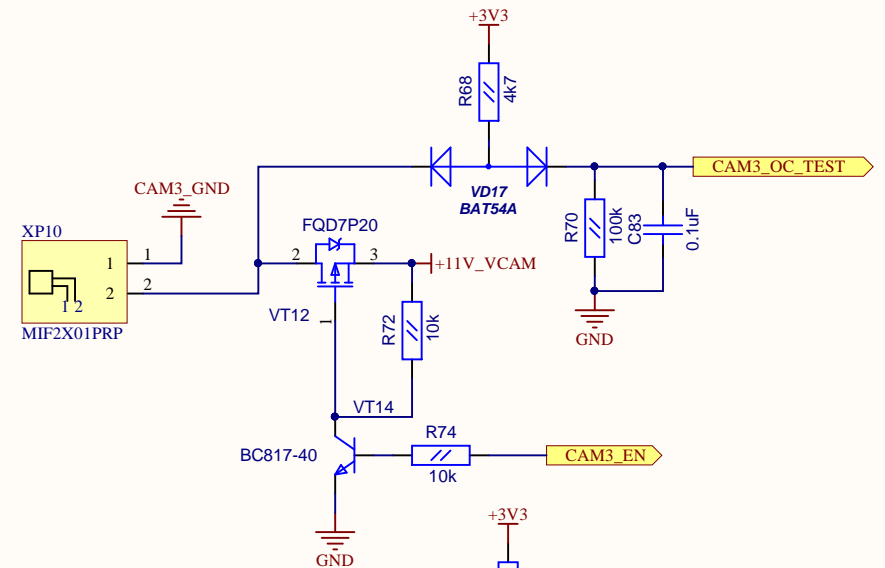 +3V3
R68
4k7
CAM3_OC_TEST
VD17
BAT54A
CAM3_GND
R70
100k
C83
0.1uF
XP10
FQD7P20
1
1
2
2
1 2
MIF2X01PRP
2
3
+11V_VCAM
VT12
1
R72
10k
GND
VT14
BC817-40
R74
10k
CAM3_EN
GND
+3V3